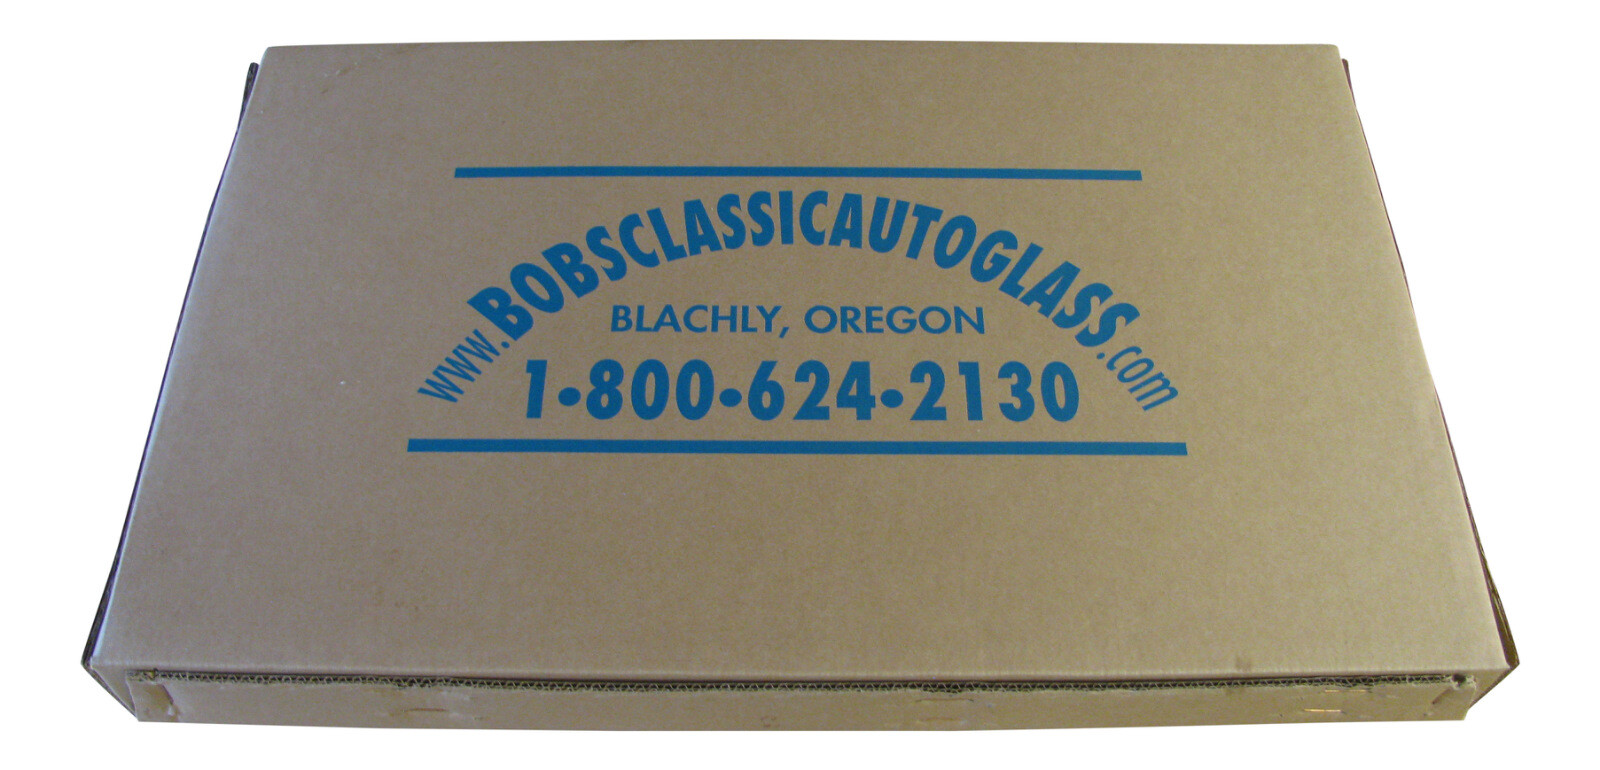 www.BOBSCLASSICAUTOGLASS.com
BLACHLY, OREGON
1•800•624•2130